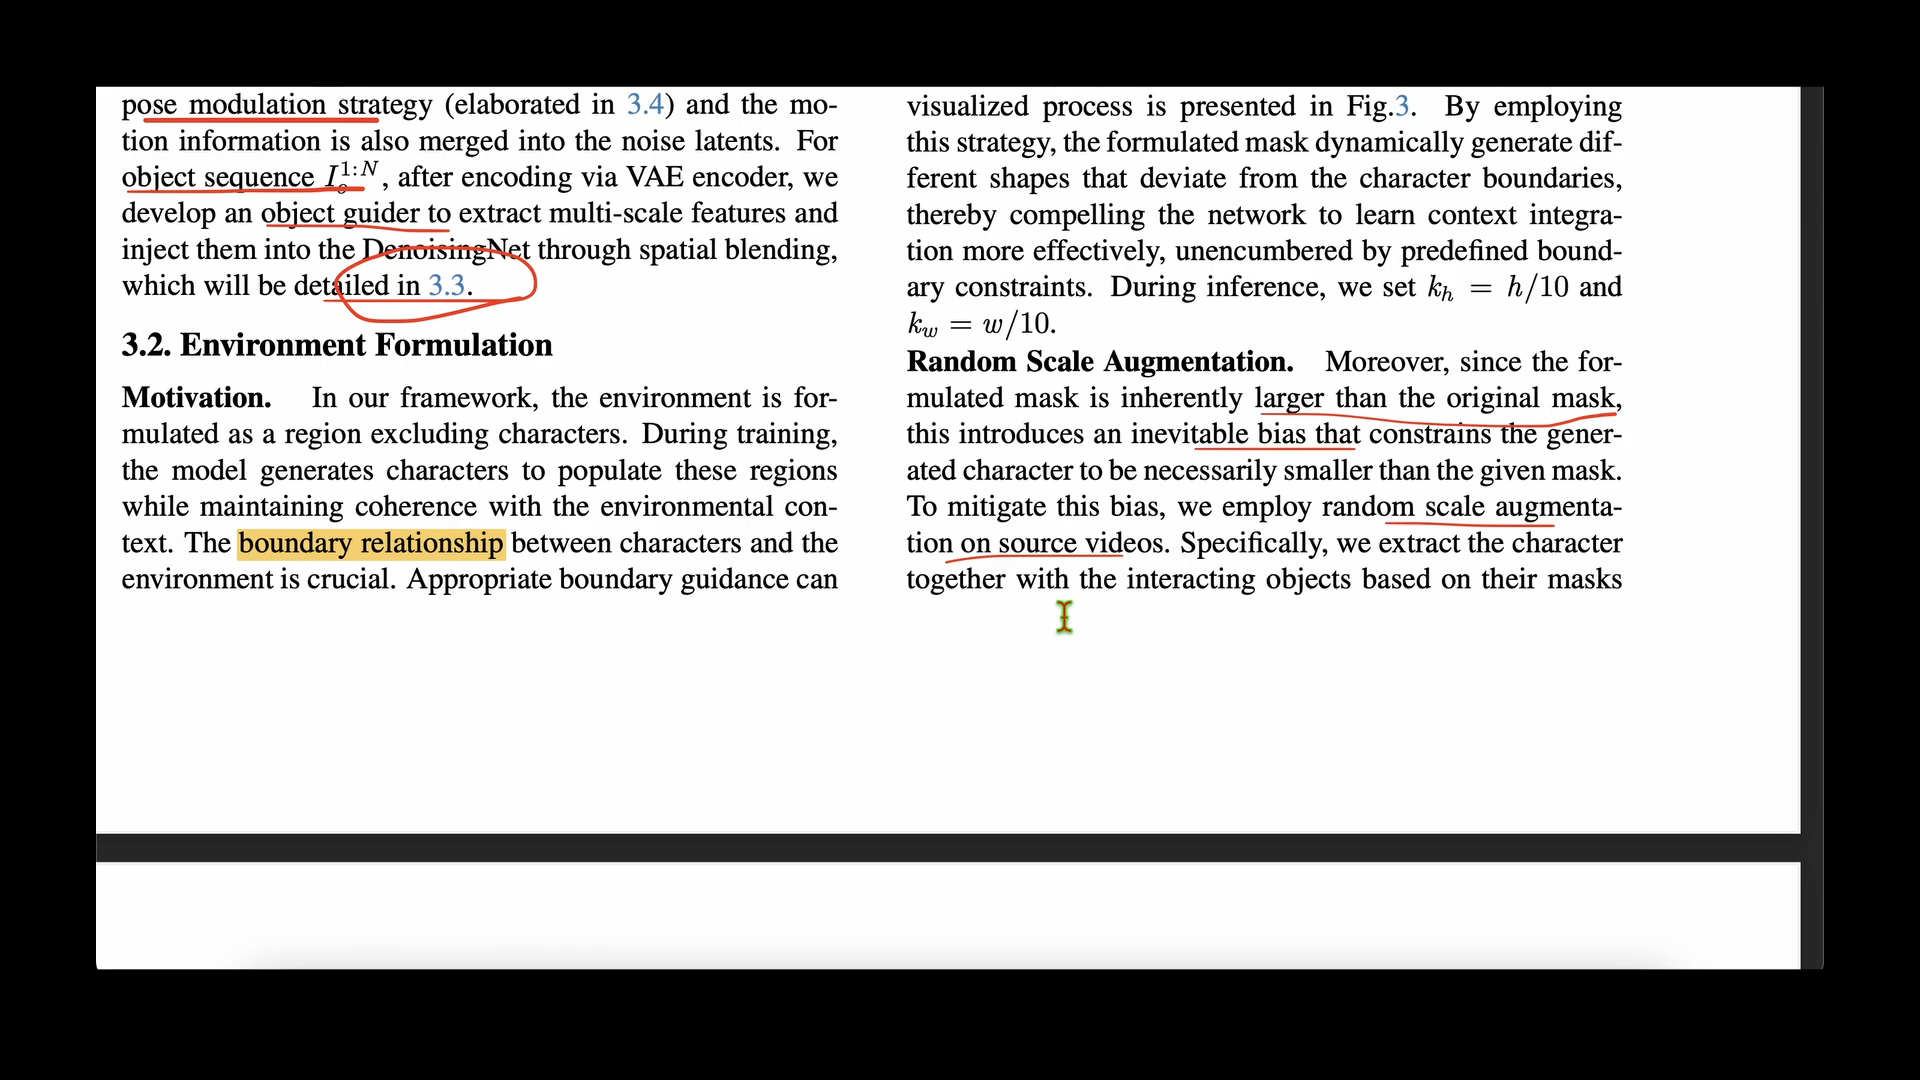 pose modulation strategy (elaborated in 3.4) and the mo-
tion information is also merged into the noise latents. For
object sequence I_o^{1:N}, after encoding via VAE encoder, we
develop an object guider to extract multi-scale features and
inject them into the DenoisingNet through spatial blending,
which will be detailed in 3.3.
3.2. Environment Formulation
Motivation. In our framework, the environment is for-
mulated as a region excluding characters. During training,
the model generates characters to populate these regions
while maintaining coherence with the environmental con-
text. The boundary relationship between characters and the
environment is crucial. Appropriate boundary guidance can
visualized process is presented in Fig.3. By employing
this strategy, the formulated mask dynamically generate dif-
ferent shapes that deviate from the character boundaries,
thereby compelling the network to learn context integra-
tion more effectively, unencumbered by predefined bound-
ary constraints. During inference, we set k_h = h/10 and
k_w = w/10.
Random Scale Augmentation. Moreover, since the for-
mulated mask is inherently larger than the original mask,
this introduces an inevitable bias that constrains the gener-
ated character to be necessarily smaller than the given mask.
To mitigate this bias, we employ random scale augmenta-
tion on source videos. Specifically, we extract the character
together with the interacting objects based on their masks